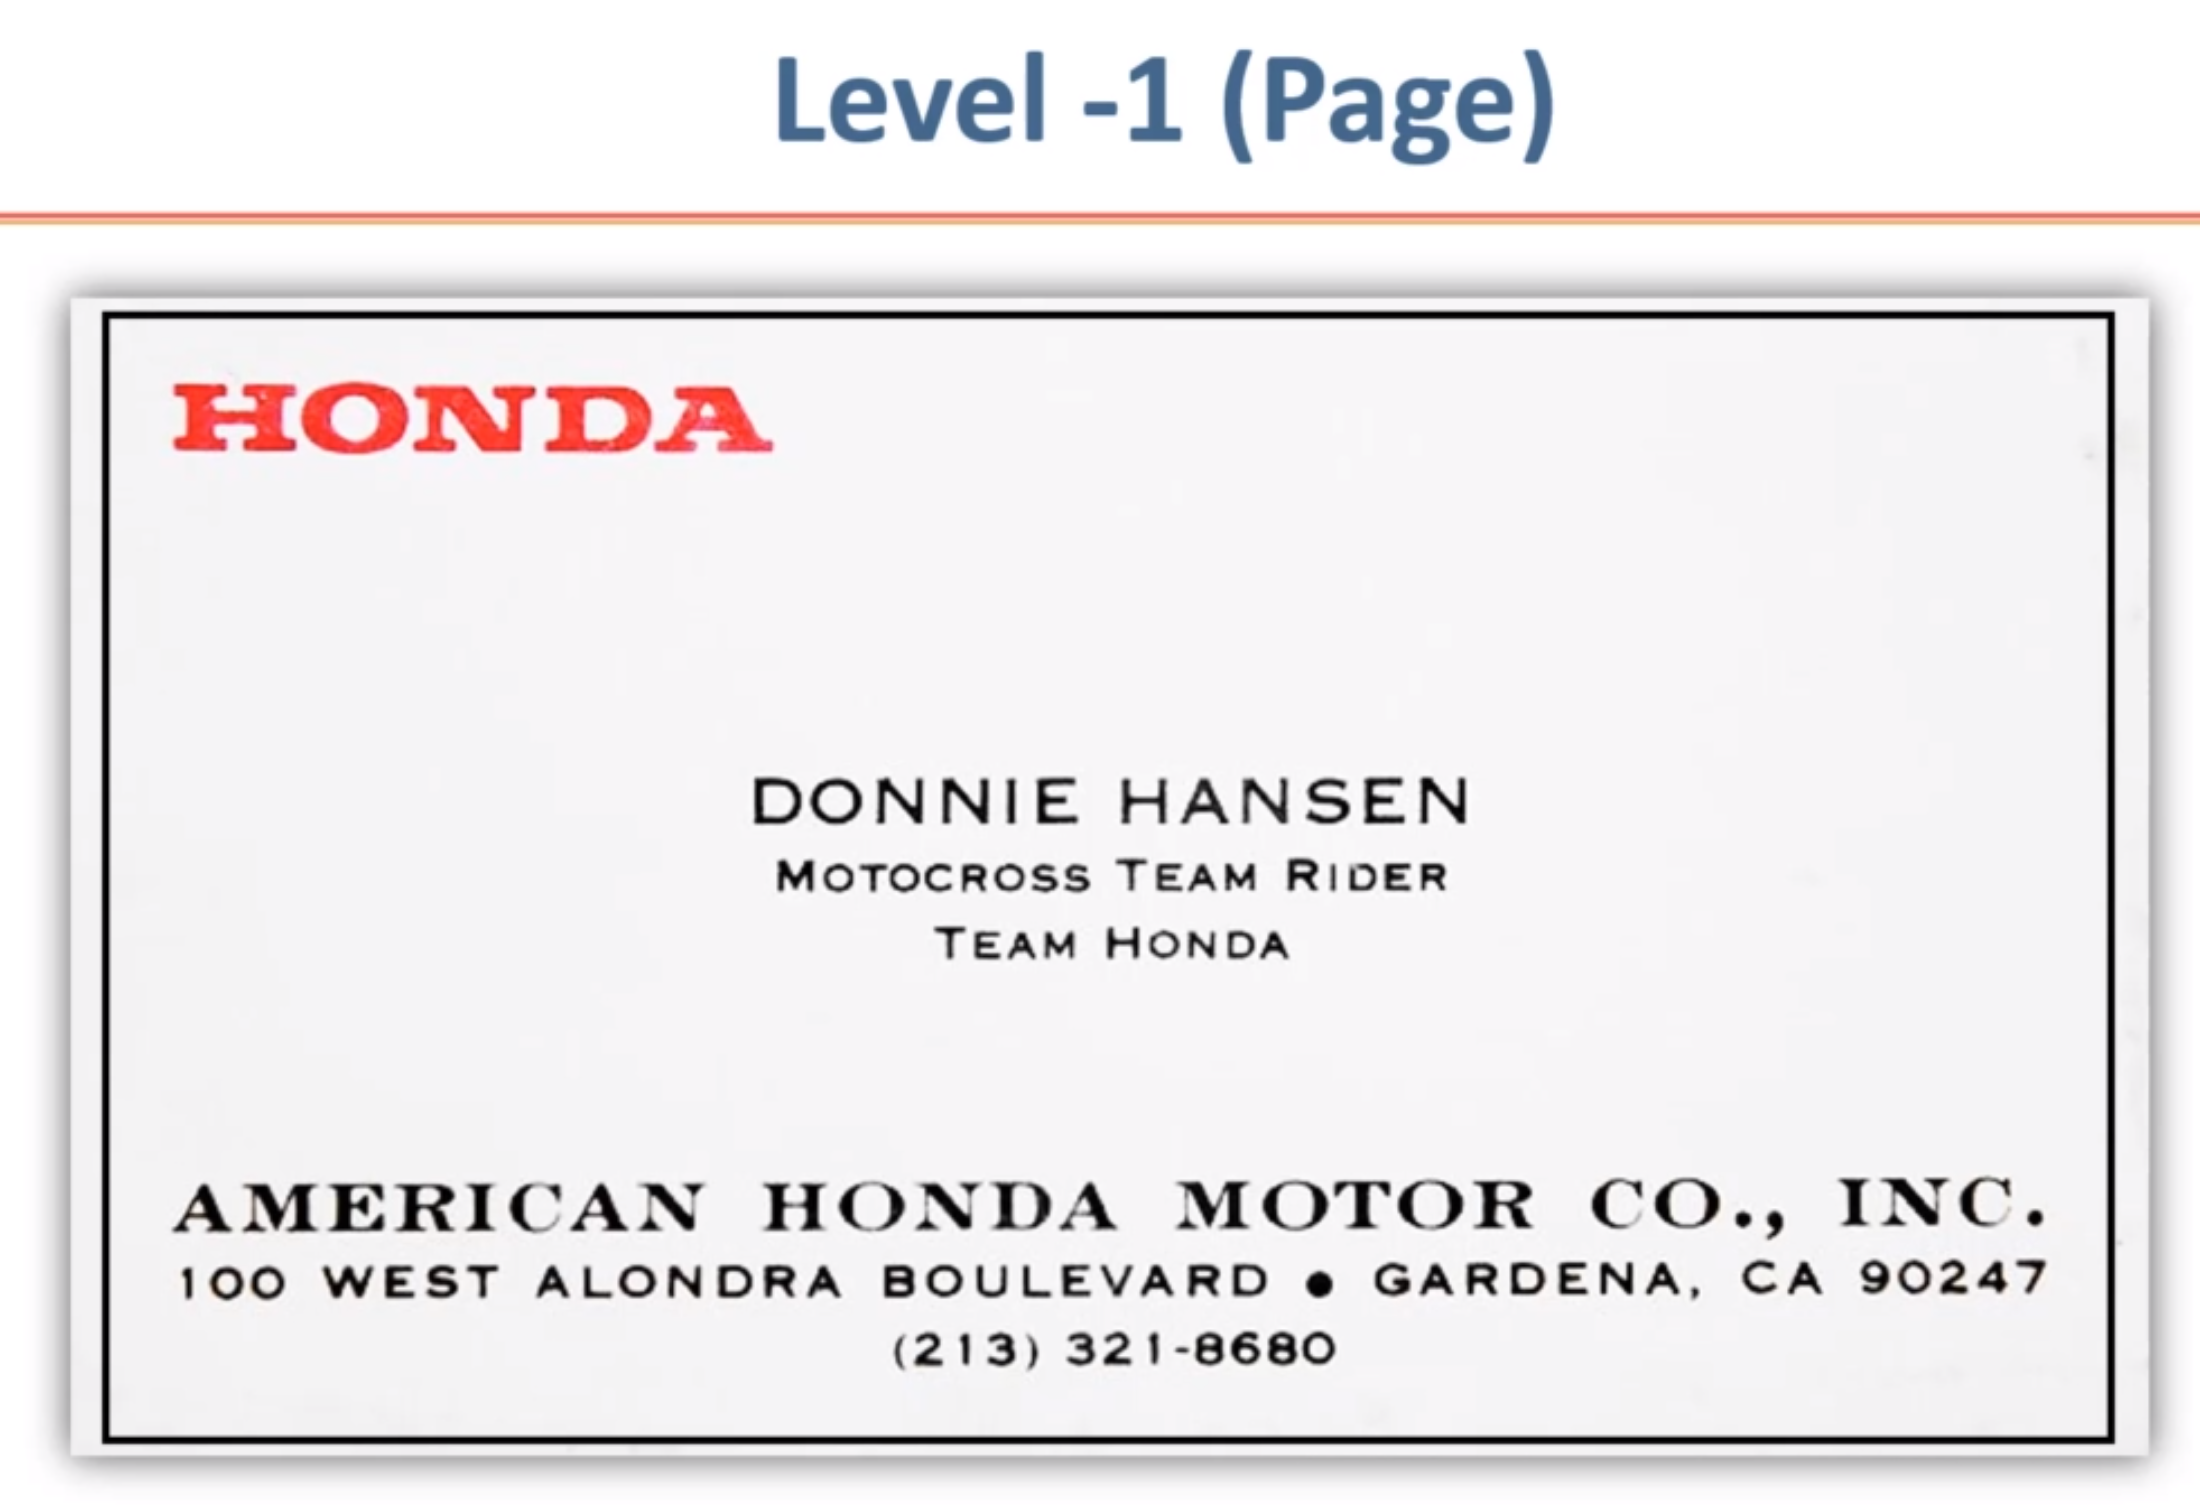 Level -1 (Page)
HONDA
DONNIE HANSEN
MOTOCROSS TEAM RIDER
TEAM HONDA
AMERICAN HONDA MOTOR CO., INC.
100 WEST ALONDRA BOULEVARD ● GARDENA, CA 90247
(213) 321-8680